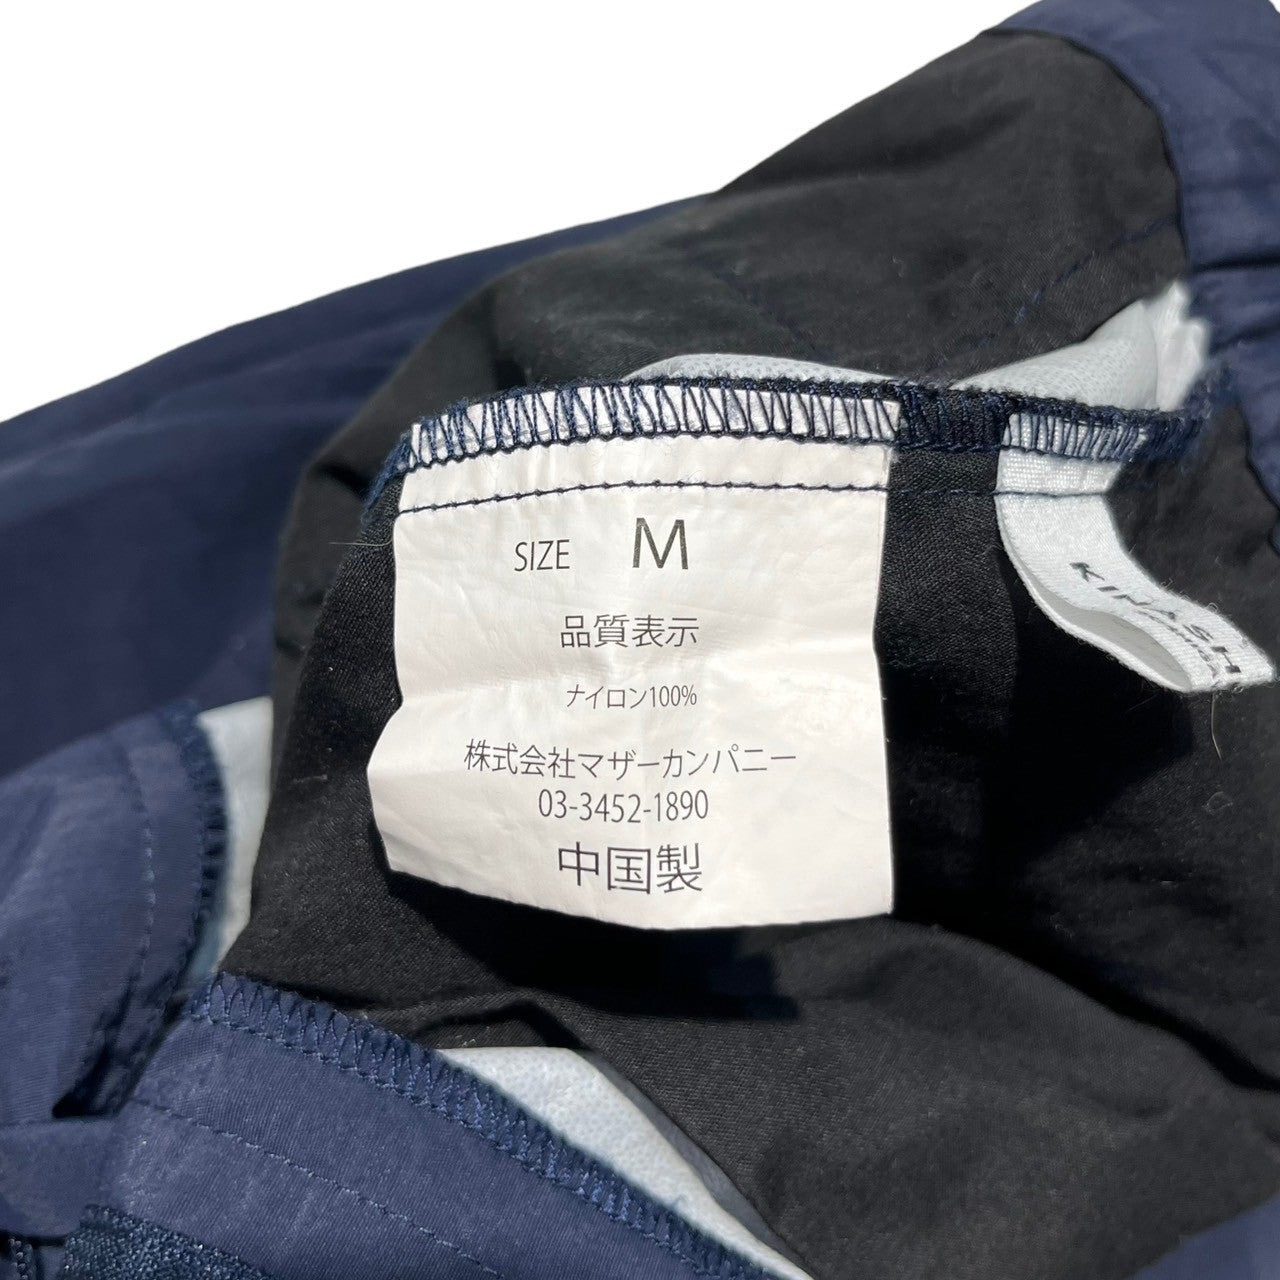 SIZE M
品質表示
ナイロン100%
株式会社マザーカンパニー
03-3452-1890
中国製
KINASH